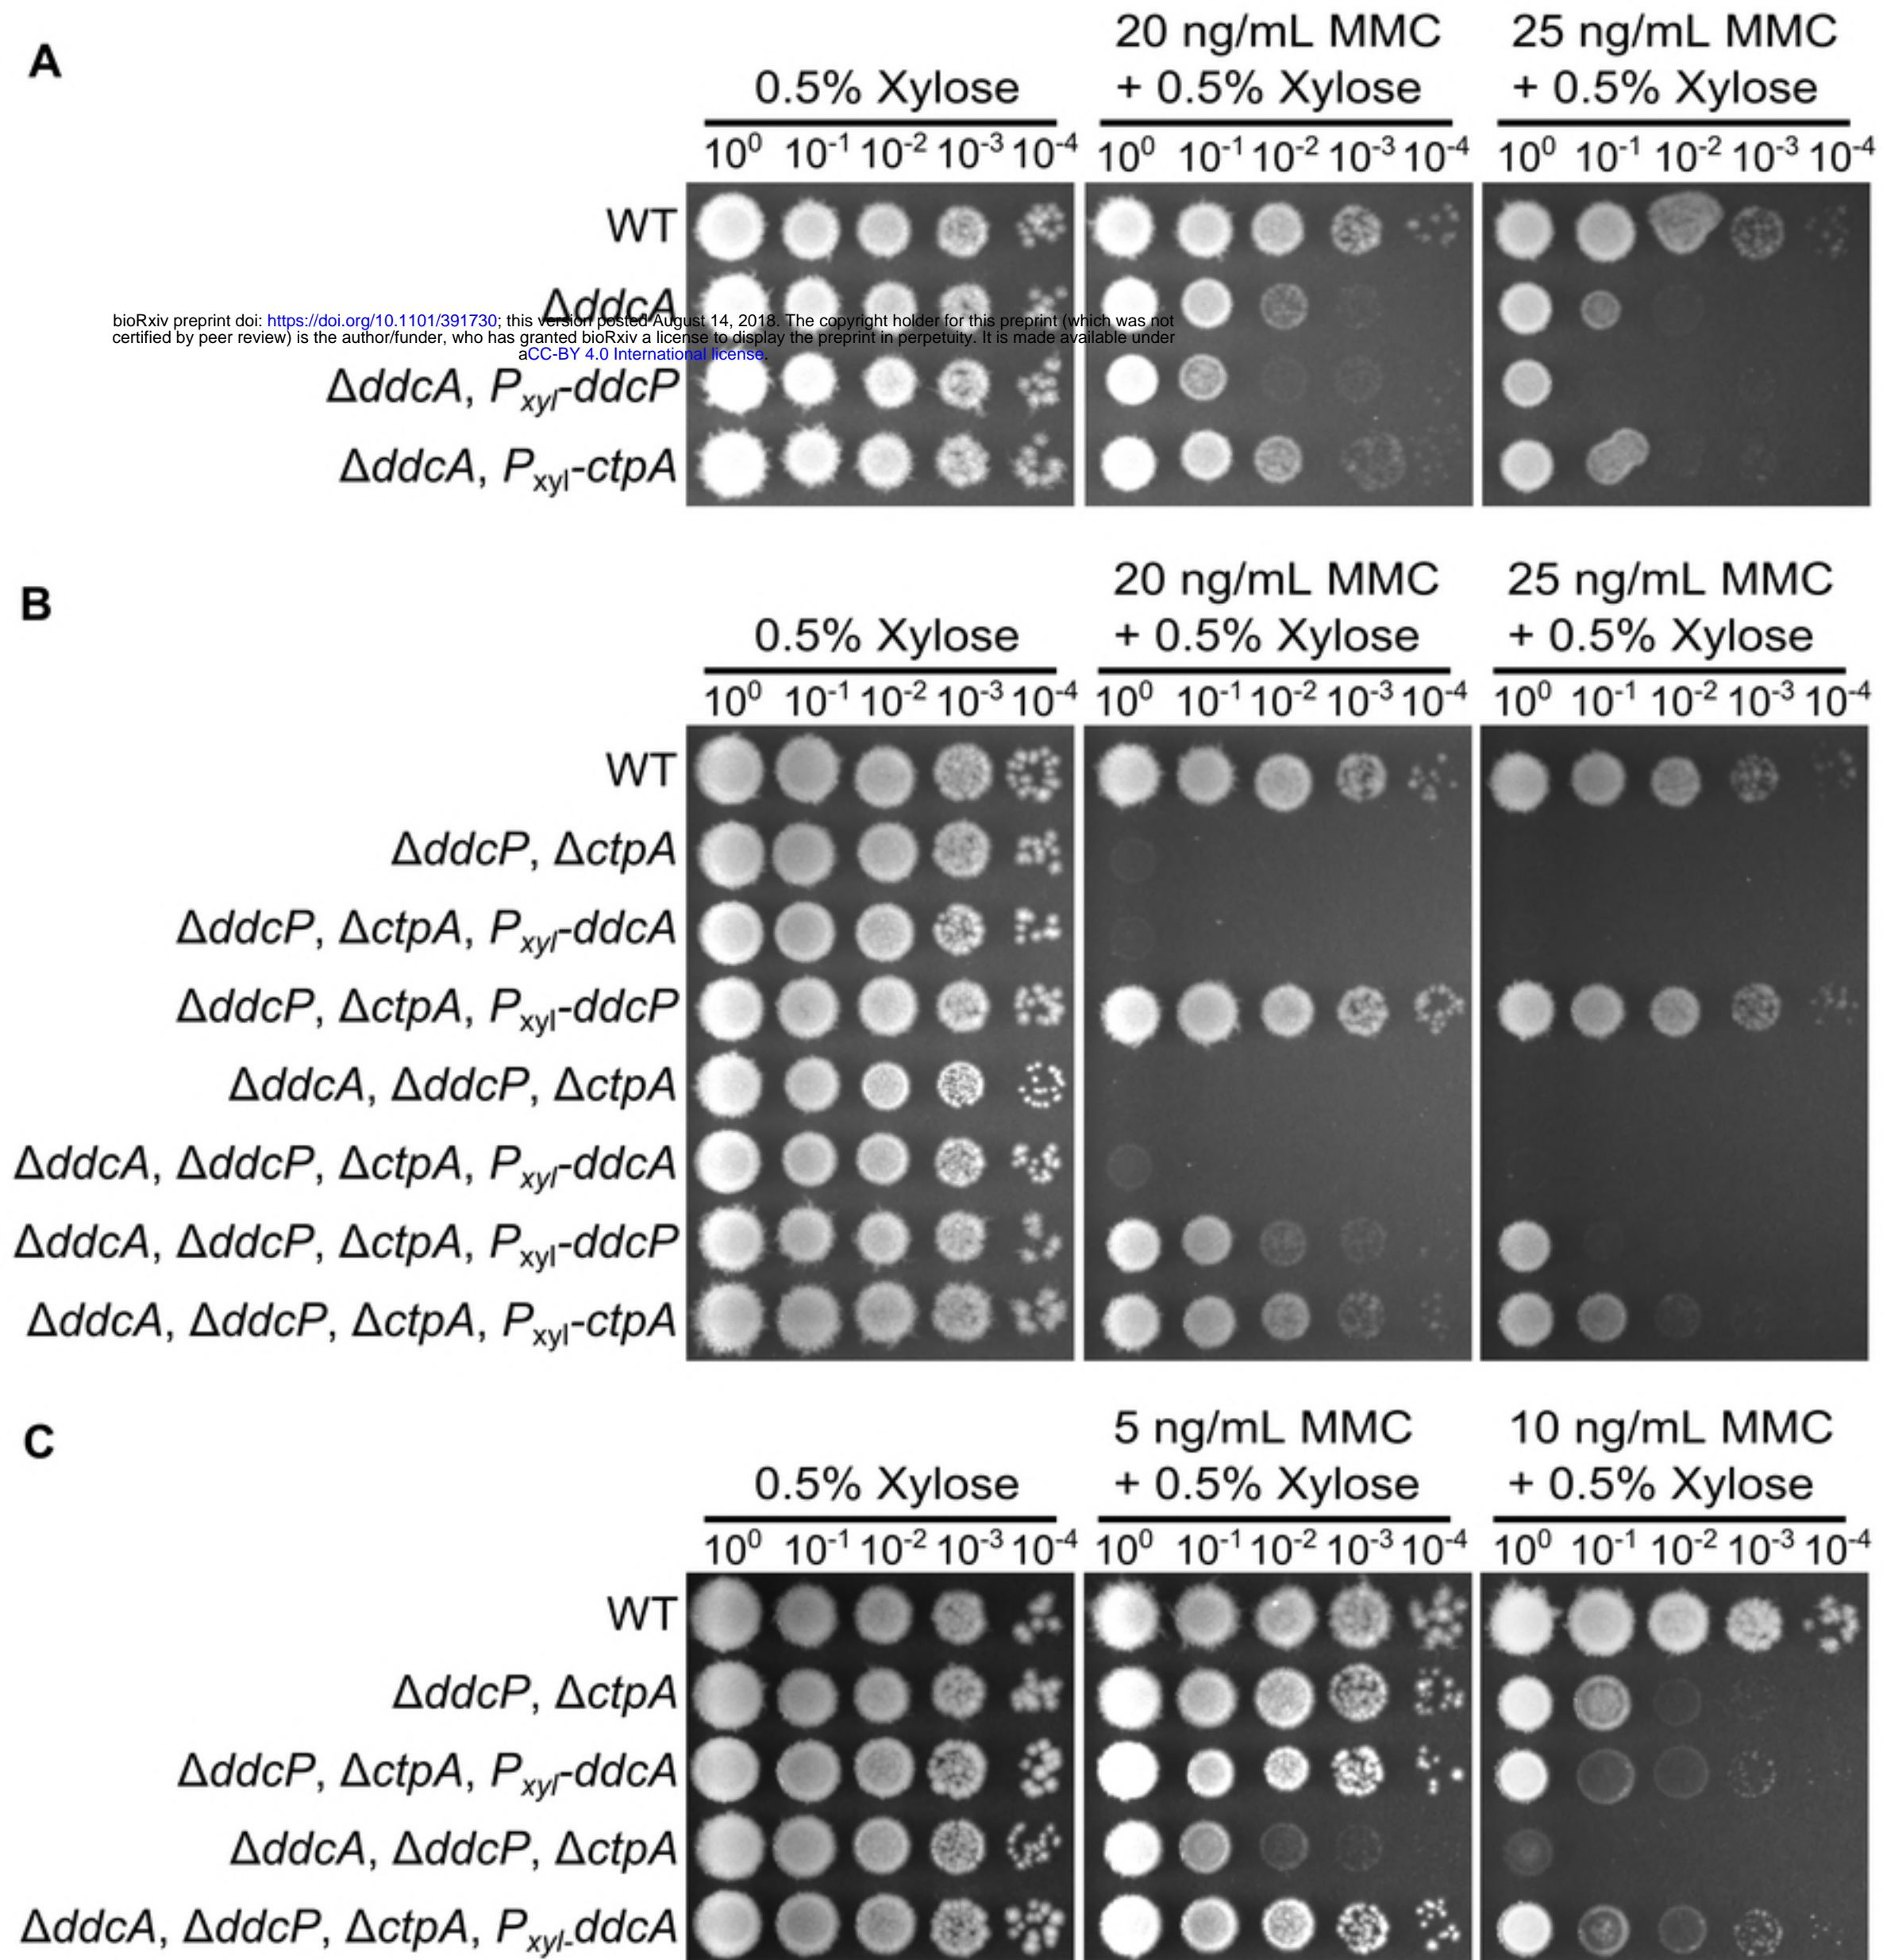 A
20 ng/mL MMC 25 ng/mL MMC
0.5% Xylose + 0.5% Xylose + 0.5% Xylose
10⁰ 10⁻¹ 10⁻² 10⁻³ 10⁻⁴ 10⁰ 10⁻¹ 10⁻² 10⁻³ 10⁻⁴ 10⁰ 10⁻¹ 10⁻² 10⁻³ 10⁻⁴
WT
ΔddcA
bioRxiv preprint doi: https://doi.org/10.1101/391730; this version posted August 14, 2018. The copyright holder for this preprint (which was not
certified by peer review) is the author/funder, who has granted bioRxiv a license to display the preprint in perpetuity. It is made available under
aCC-BY 4.0 International license.
ΔddcA, Pxyl-ddcP
ΔddcA, Pxyl-ctpA
B
20 ng/mL MMC 25 ng/mL MMC
0.5% Xylose + 0.5% Xylose + 0.5% Xylose
10⁰ 10⁻¹ 10⁻² 10⁻³ 10⁻⁴ 10⁰ 10⁻¹ 10⁻² 10⁻³ 10⁻⁴ 10⁰ 10⁻¹ 10⁻² 10⁻³ 10⁻⁴
WT
ΔddcP, ΔctpA
ΔddcP, ΔctpA, Pxyl-ddcA
ΔddcP, ΔctpA, Pxyl-ddcP
ΔddcA, ΔddcP, ΔctpA
ΔddcA, ΔddcP, ΔctpA, Pxyl-ddcA
ΔddcA, ΔddcP, ΔctpA, Pxyl-ddcP
ΔddcA, ΔddcP, ΔctpA, Pxyl-ctpA
C
5 ng/mL MMC 10 ng/mL MMC
0.5% Xylose + 0.5% Xylose + 0.5% Xylose
10⁰ 10⁻¹ 10⁻² 10⁻³ 10⁻⁴ 10⁰ 10⁻¹ 10⁻² 10⁻³ 10⁻⁴ 10⁰ 10⁻¹ 10⁻² 10⁻³ 10⁻⁴
WT
ΔddcP, ΔctpA
ΔddcP, ΔctpA, Pxyl-ddcA
ΔddcA, ΔddcP, ΔctpA
ΔddcA, ΔddcP, ΔctpA, Pxyl-ddcA